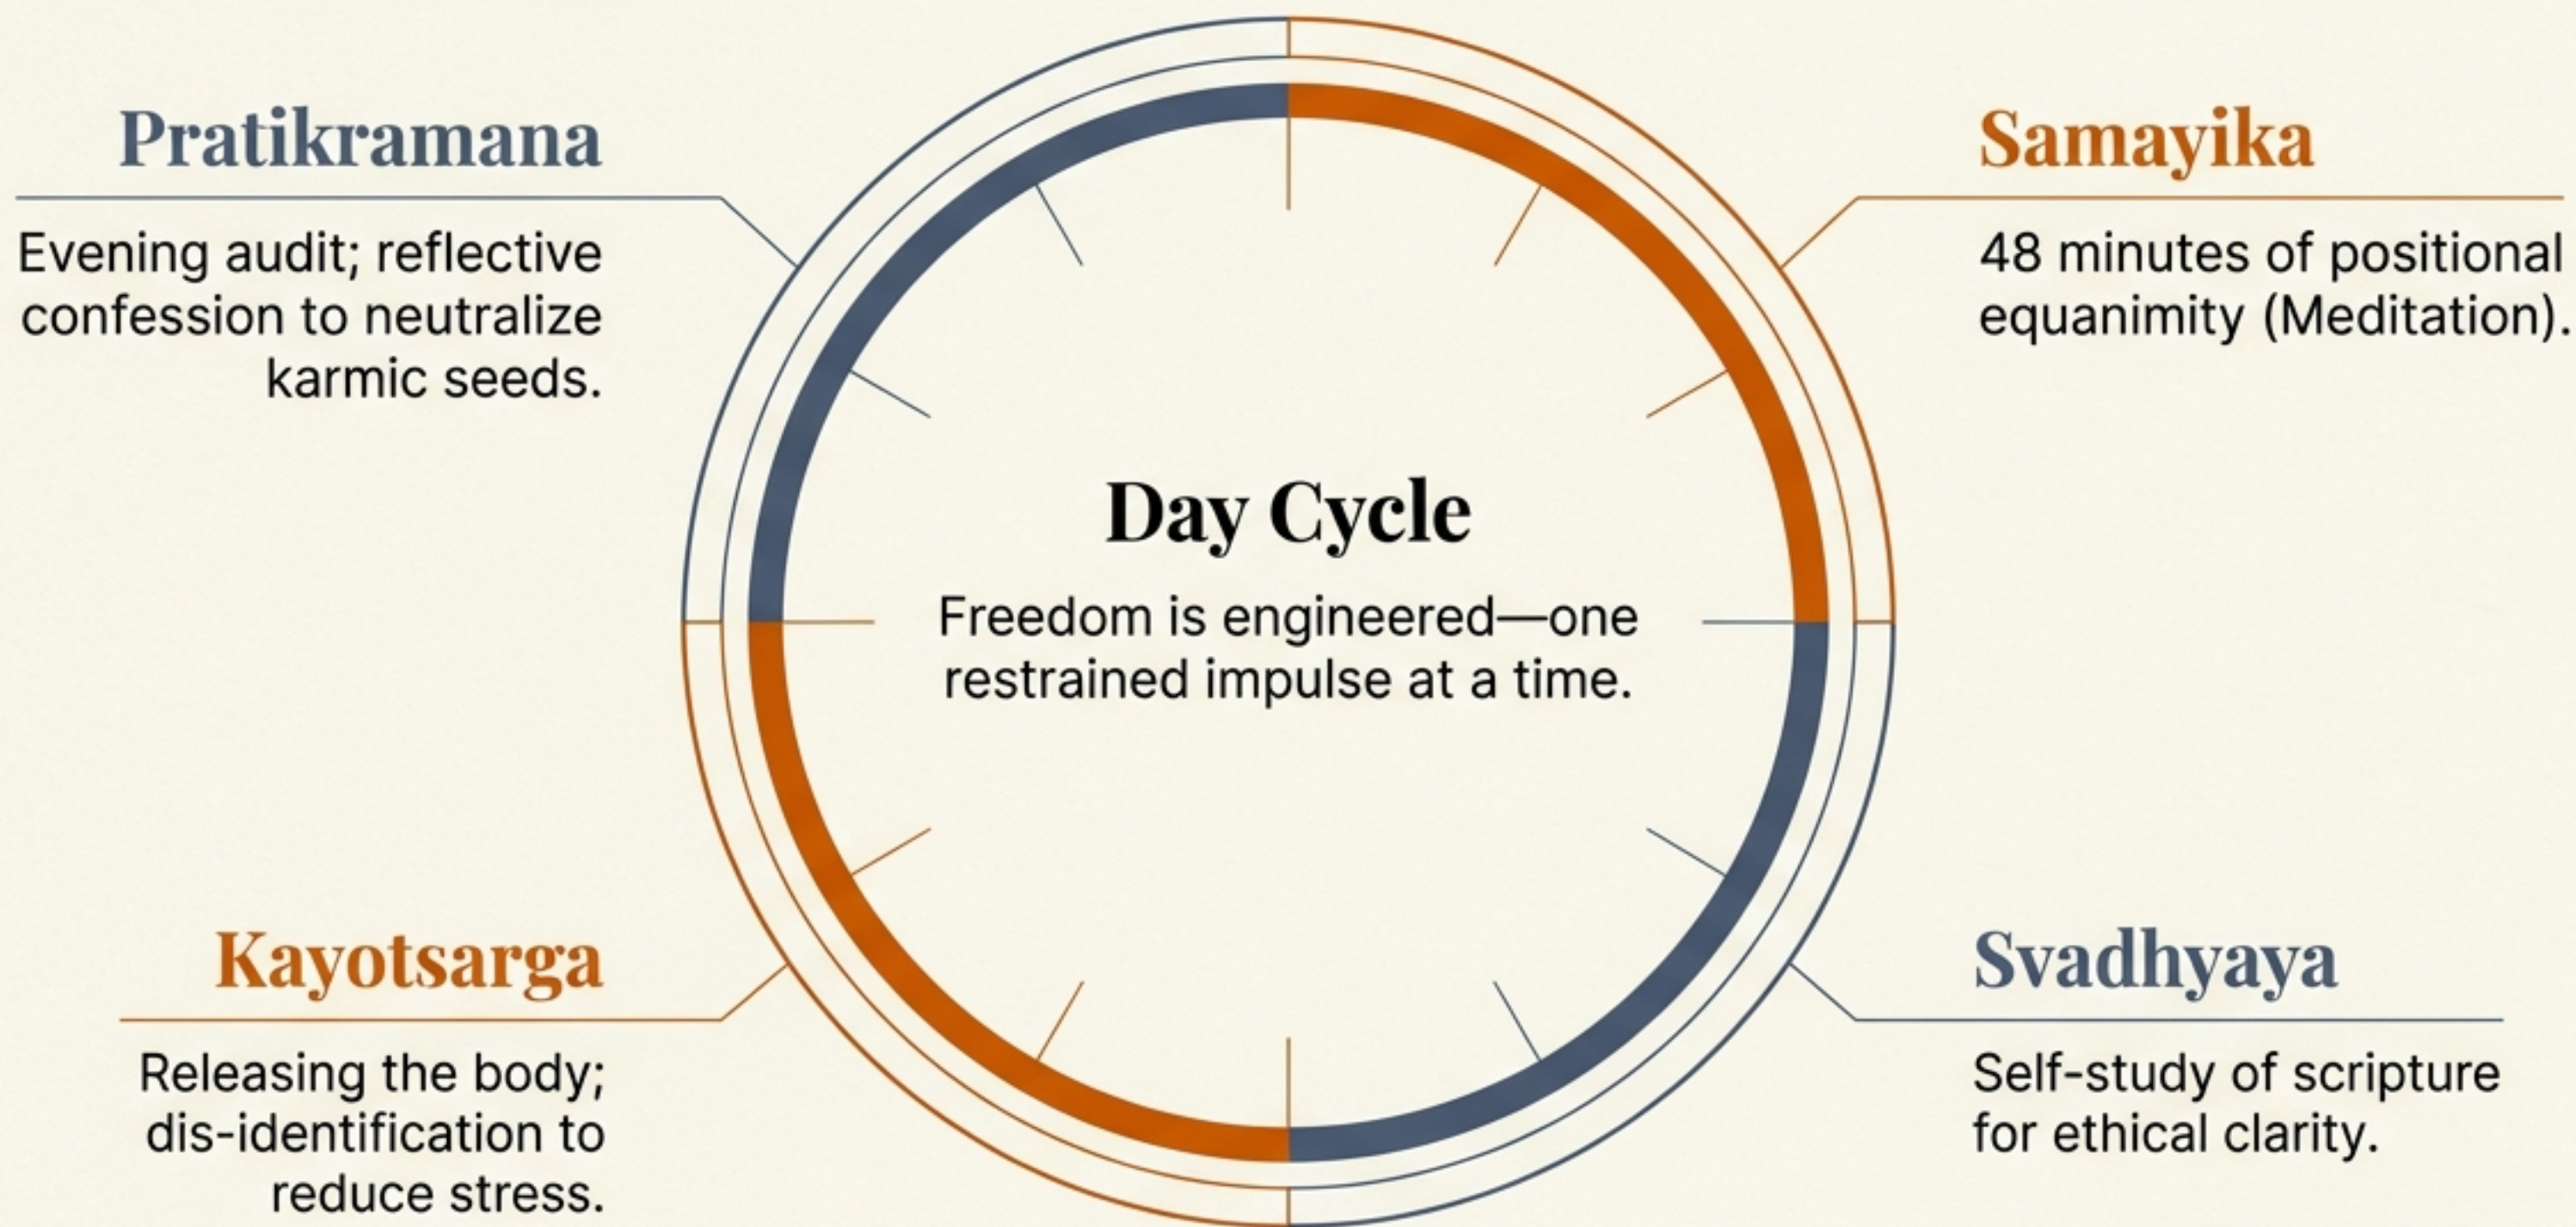 Pratikramana
Evening audit; reflective
confession to neutralize
karmic seeds.
Samayika
48 minutes of positional
equanimity (Meditation).
Day Cycle
Freedom is engineered—one
restrained impulse at a time.
Kayotsarga
Releasing the body;
dis-identification to
reduce stress.
Svadhyaya
Self-study of scripture
for ethical clarity.